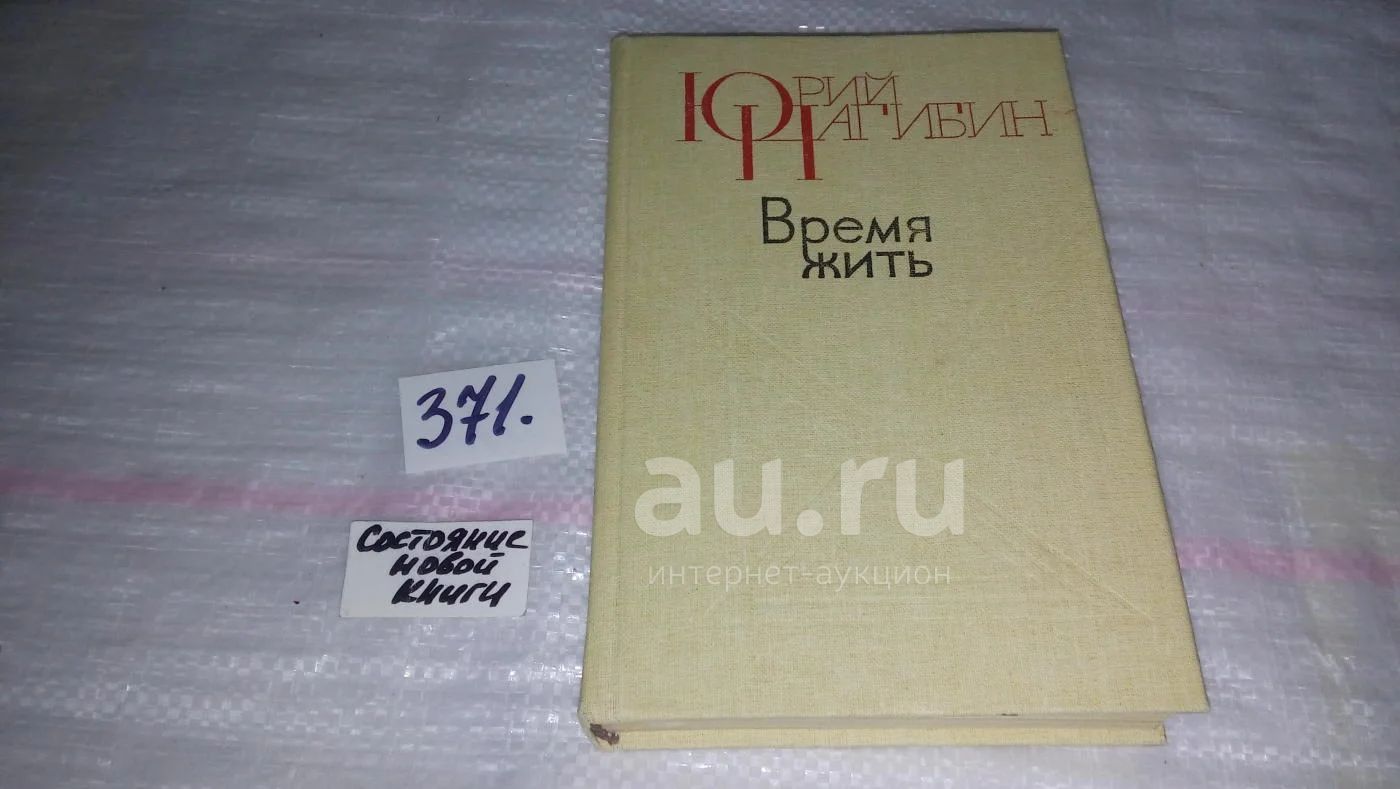 ЮРИЙ
НАГИБИН
Время
жить
371.
Состояние
новой
книги
au.ru
интернет-аукцион